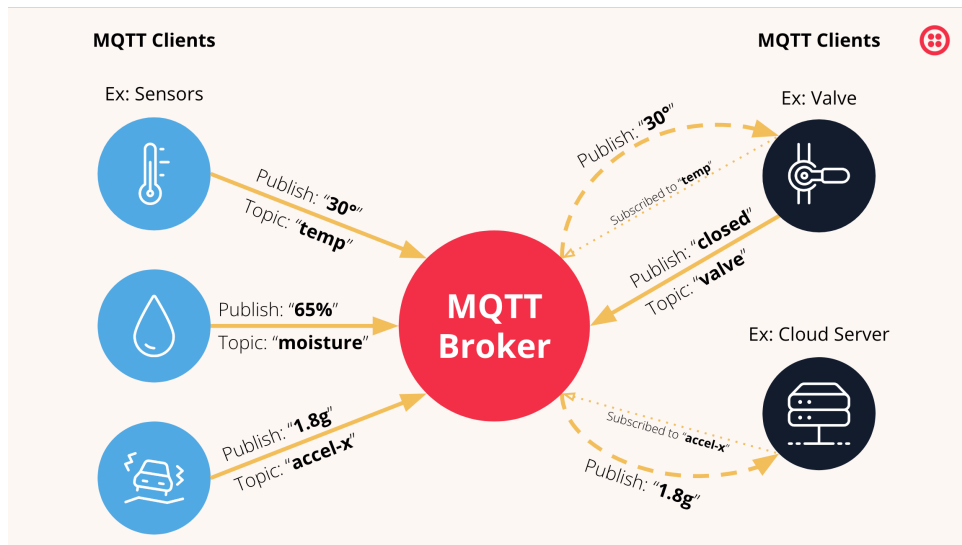 MQTT Clients
Ex: Sensors
Publish: “30°”
Topic: “temp”
Publish: “65%”
Topic: “moisture”
Publish: “1.8g”
Topic: “accel-x”
MQTT
Broker
MQTT Clients
Ex: Valve
Publish: “30°”
Subscribed to “temp”
Publish: “closed”
Topic: “valve”
Ex: Cloud Server
Subscribed to “accel-x”
Publish: “1.8g”